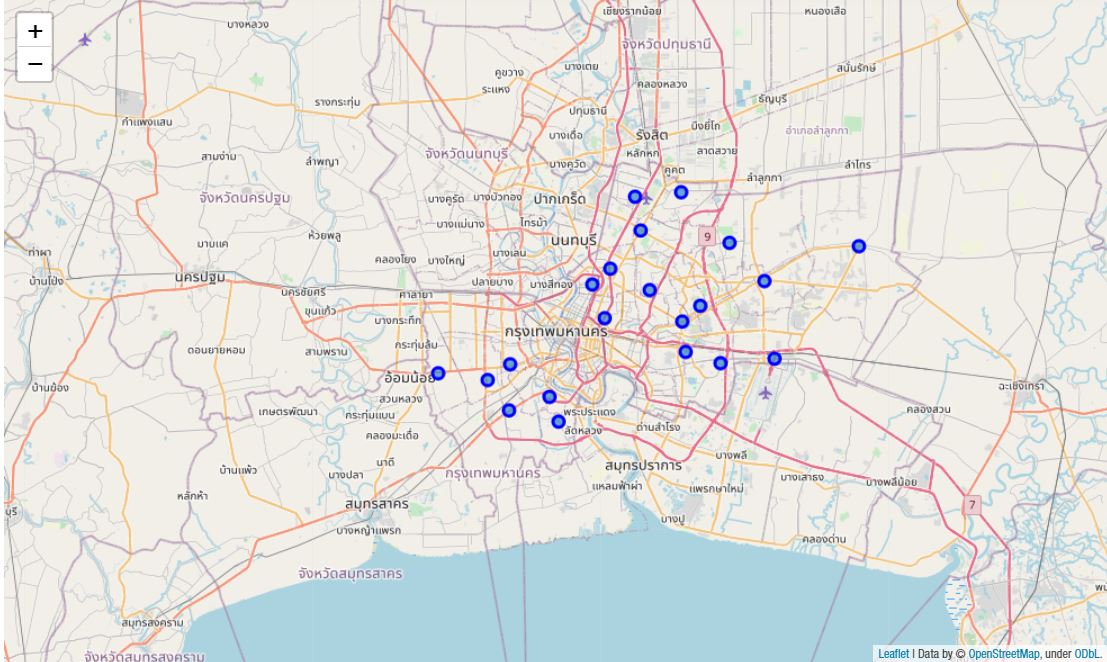 +
−
บางหลวง
เชียงรากน้อย
หนองเสือ
จังหวัดปทุมธานี
บางเตย
คูขวาง
สนั่นรักษ์
ระแหง
คลองหลวง
รางกระทุ่ม
ธัญบุรี
ปทุมธานี
กำแพงแสน
บางเดื่อ
รังสิต
บึงยี่โถ
อำเภอลำลูกกา
สามง่าม
ลำพญา
จังหวัดนนทบุรี
บางคูวัด
หลักหก
ลาดสวาย
คูคต
ลำลูกกา
ลำไทร
จังหวัดนครปฐม
บางคูรัด
บางบัวทอง
ปากเกร็ด
บางแม่นาง
ไทรม้า
ห้วยพลู
นาบแค
นนทบุรี
9
ท่าผา
คลองโยง
บางใหญ่
บางเลน
บ้านโป่ง
นครปฐม
ปลายบาง
บางสีทอง
นครชัยศรี
ศาลายา
ขุนแก้ว
บางกระทึก
กรุงเทพมหานคร
ดอนยายหอม
สามพราน
กระทุ่มล้ม
บ้านฆ้อง
อ้อมน้อย
ฉะเชิงเทรา
สวนหลวง
เกษตรพัฒนา
กระทุ่มแบน
พระประแดง
คลองสวน
คลองมะเดื่อ
ลัดหลวง
ด่านสำโรง
บ้านแพ้ว
นาดี
บางพลี
บางปลา
กรุงเทพมหานคร
สมุทรปราการ
บางเสาธง
บางพลีน้อย
หลักห้า
แหลมฟ้าผ่า
แพรกษาใหม่
สมุทรสาคร
7
บุรี
บางปู
บางหญ้าแพรก
คลองด่าน
จังหวัดสมุทรสาคร
สมุทรสงคราม
จังหวัดสมุทรสงคราม
Leaflet | Data by © OpenStreetMap, under ODbL.